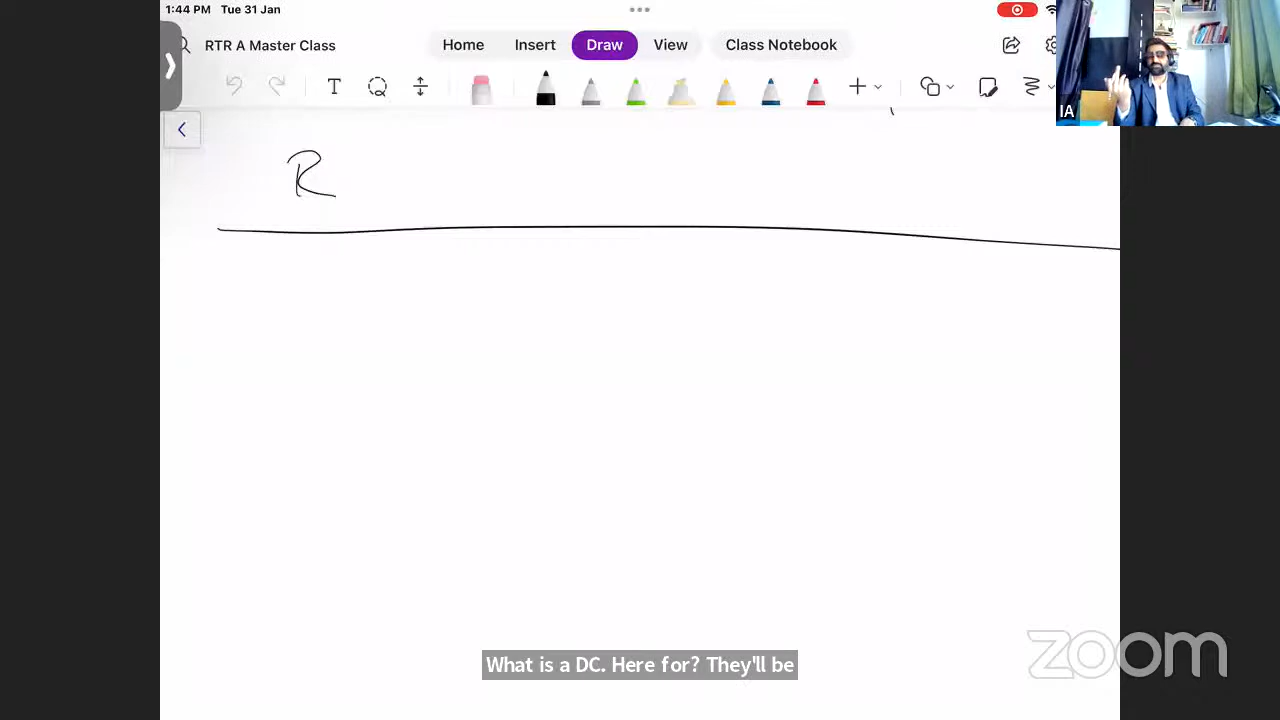 1:44 PM Tue 31 Jan
RTR A Master Class
Home Insert Draw View Class Notebook
T
IA
R
What is a DC. Here for? They'll be
zoom